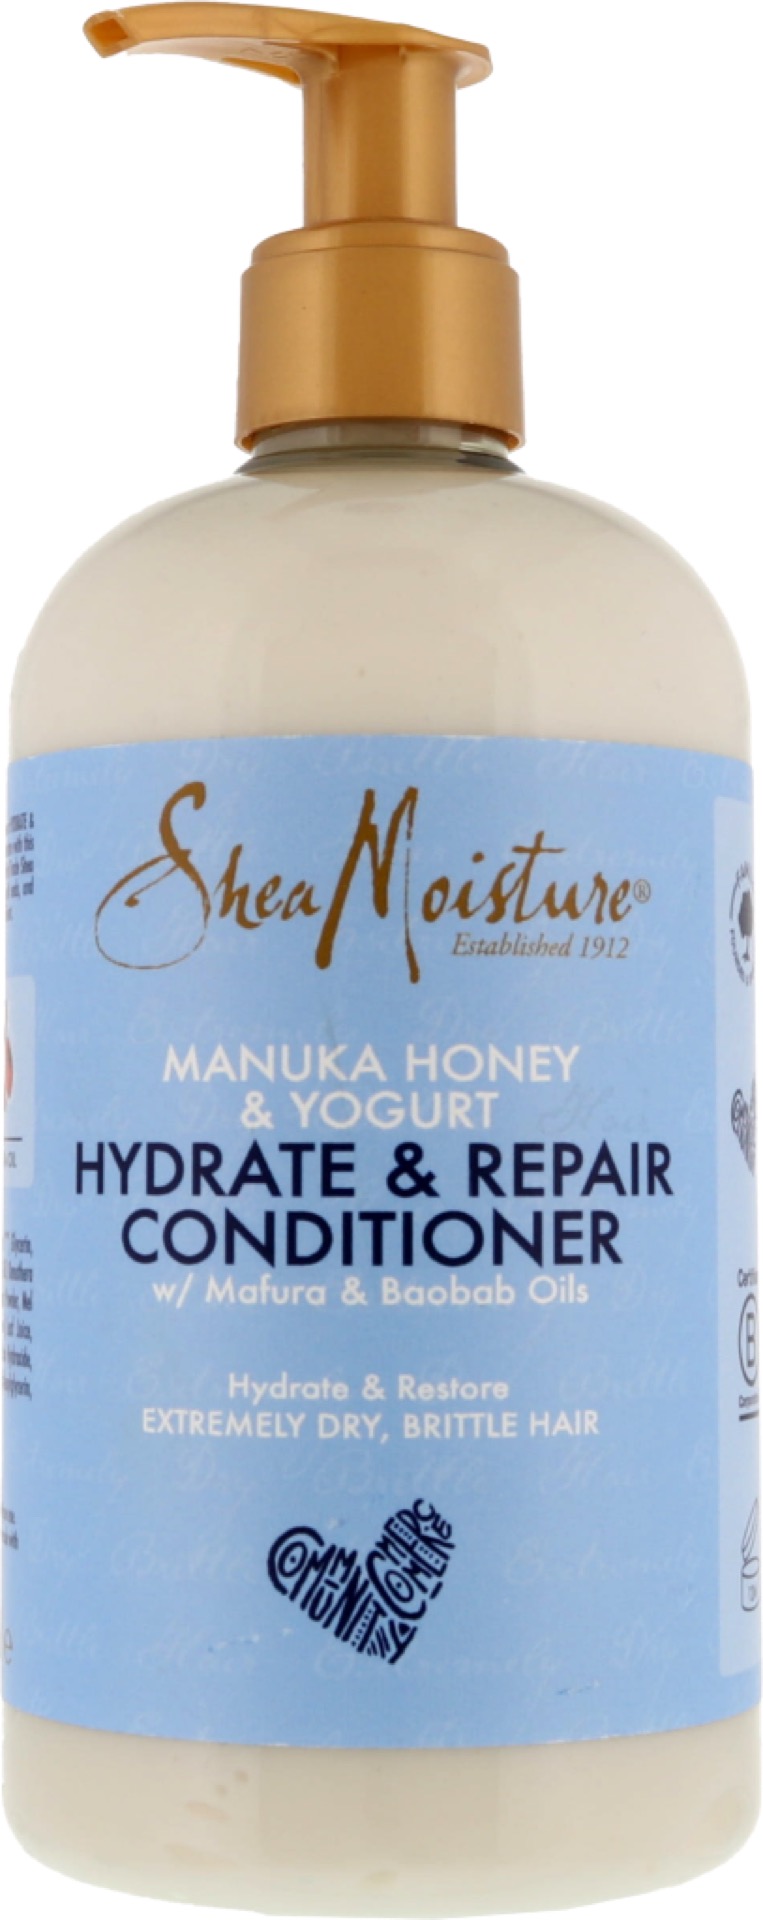 SheaMoisture®
Established 1912
MANUKA HONEY
& YOGURT
HYDRATE & REPAIR
CONDITIONER
w/ Mafura & Baobab Oils
Hydrate & Restore
EXTREMELY DRY, BRITTLE HAIR
COMMUNITY
COMMERCE
B